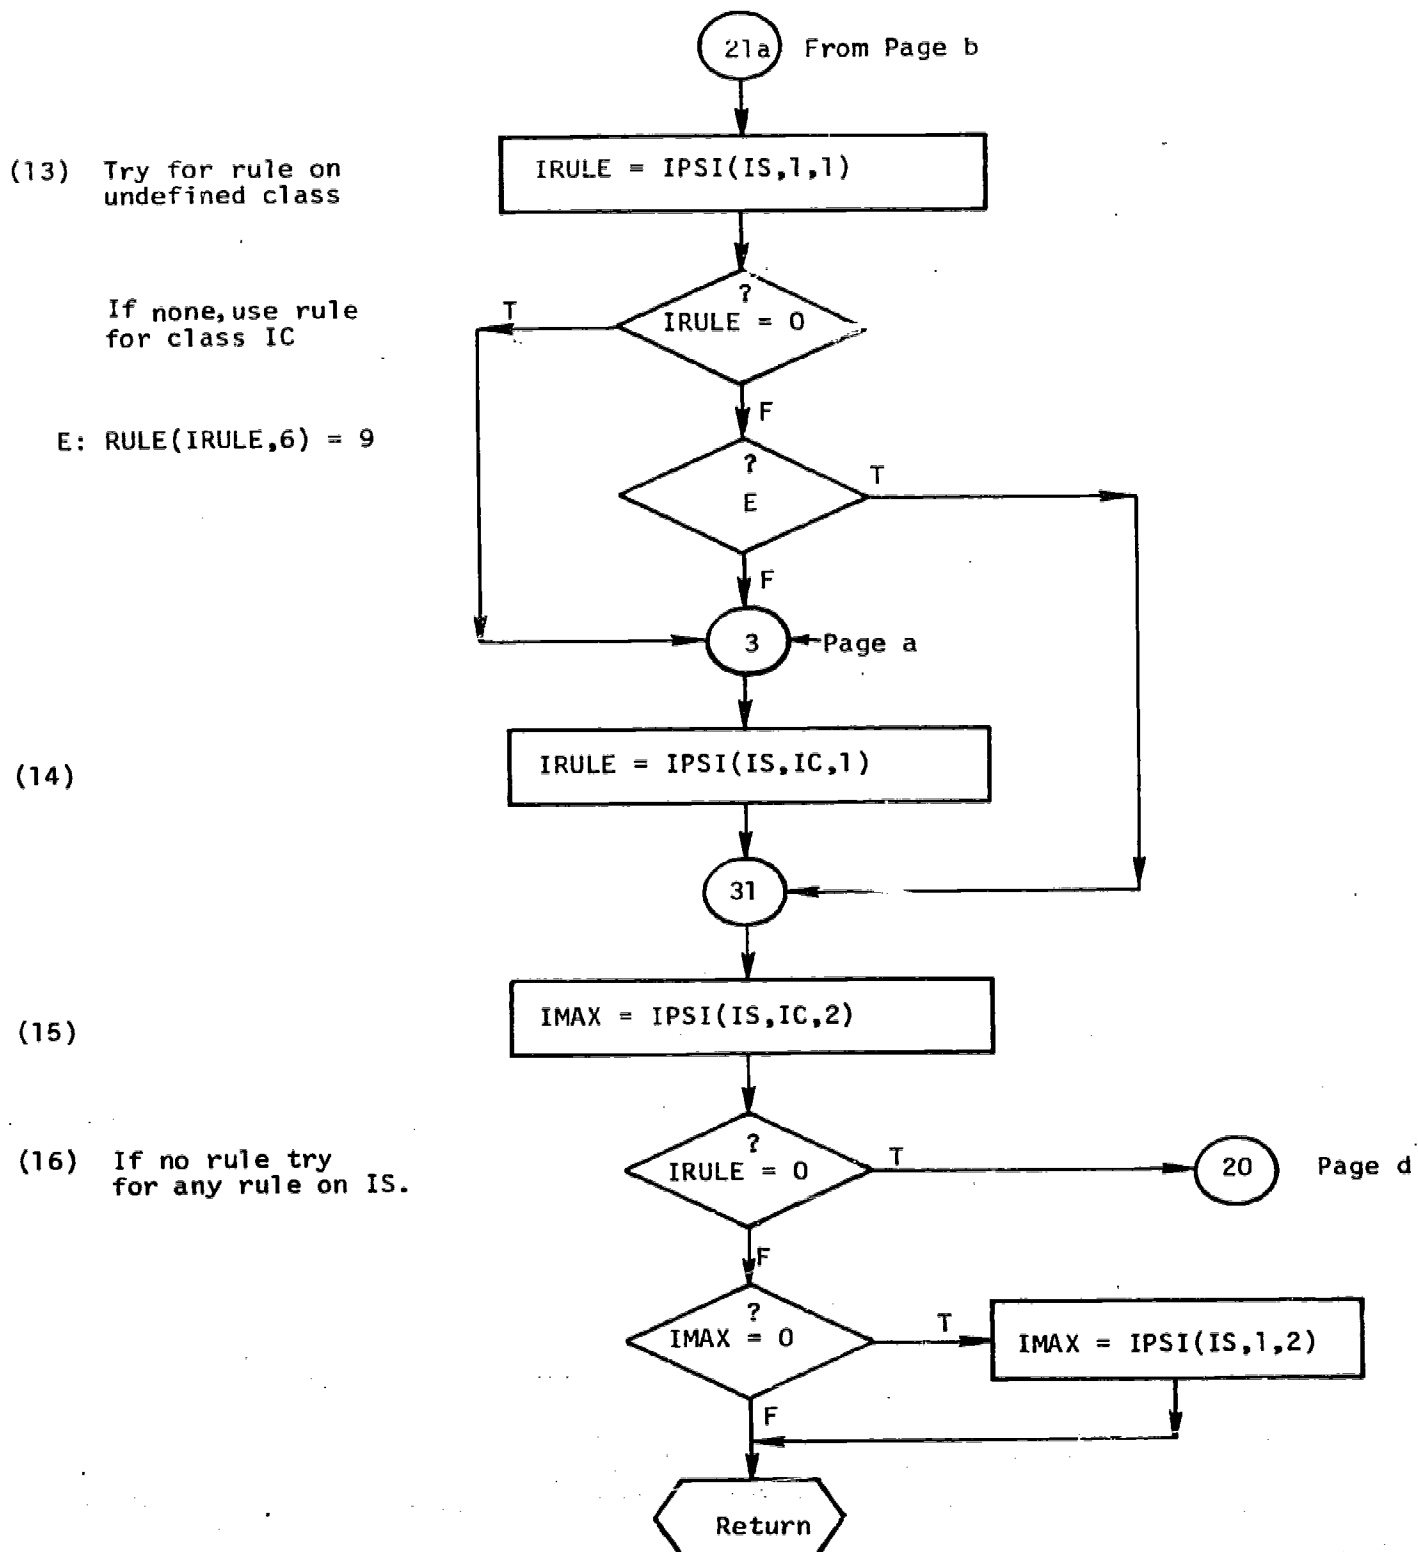 21a From Page b
(13) Try for rule on
undefined class
IRULE = IPSI(IS,1,1)
If none,use rule
for class IC
T
?
IRULE = 0
F
E: RULE(IRULE,6) = 9
?
E
T
F
3
Page a
(14)
IRULE = IPSI(IS,IC,1)
31
(15)
IMAX = IPSI(IS,IC,2)
(16) If no rule try
for any rule on IS.
?
IRULE = 0
T
20
Page d
F
?
IMAX = 0
T
IMAX = IPSI(IS,1,2)
F
Return